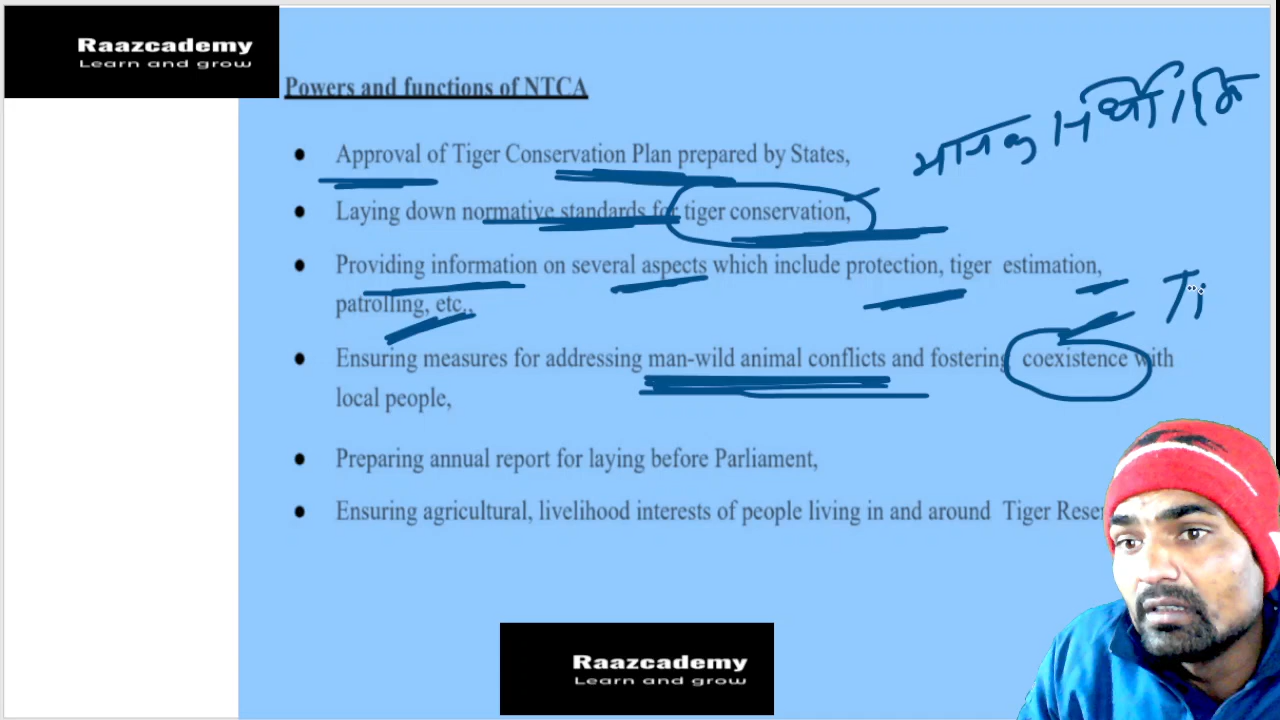 Raazcademy
Learn and grow
Powers and functions of NTCA
● Approval of Tiger Conservation Plan prepared by States,
● Laying down normative standards for tiger conservation,
● Providing information on several aspects which include protection, tiger estimation,
patrolling, etc.,
● Ensuring measures for addressing man-wild animal conflicts and fostering coexistence with
local people,
● Preparing annual report for laying before Parliament,
● Ensuring agricultural, livelihood interests of people living in and around Tiger
मानक
Raazcademy
Learn and grow